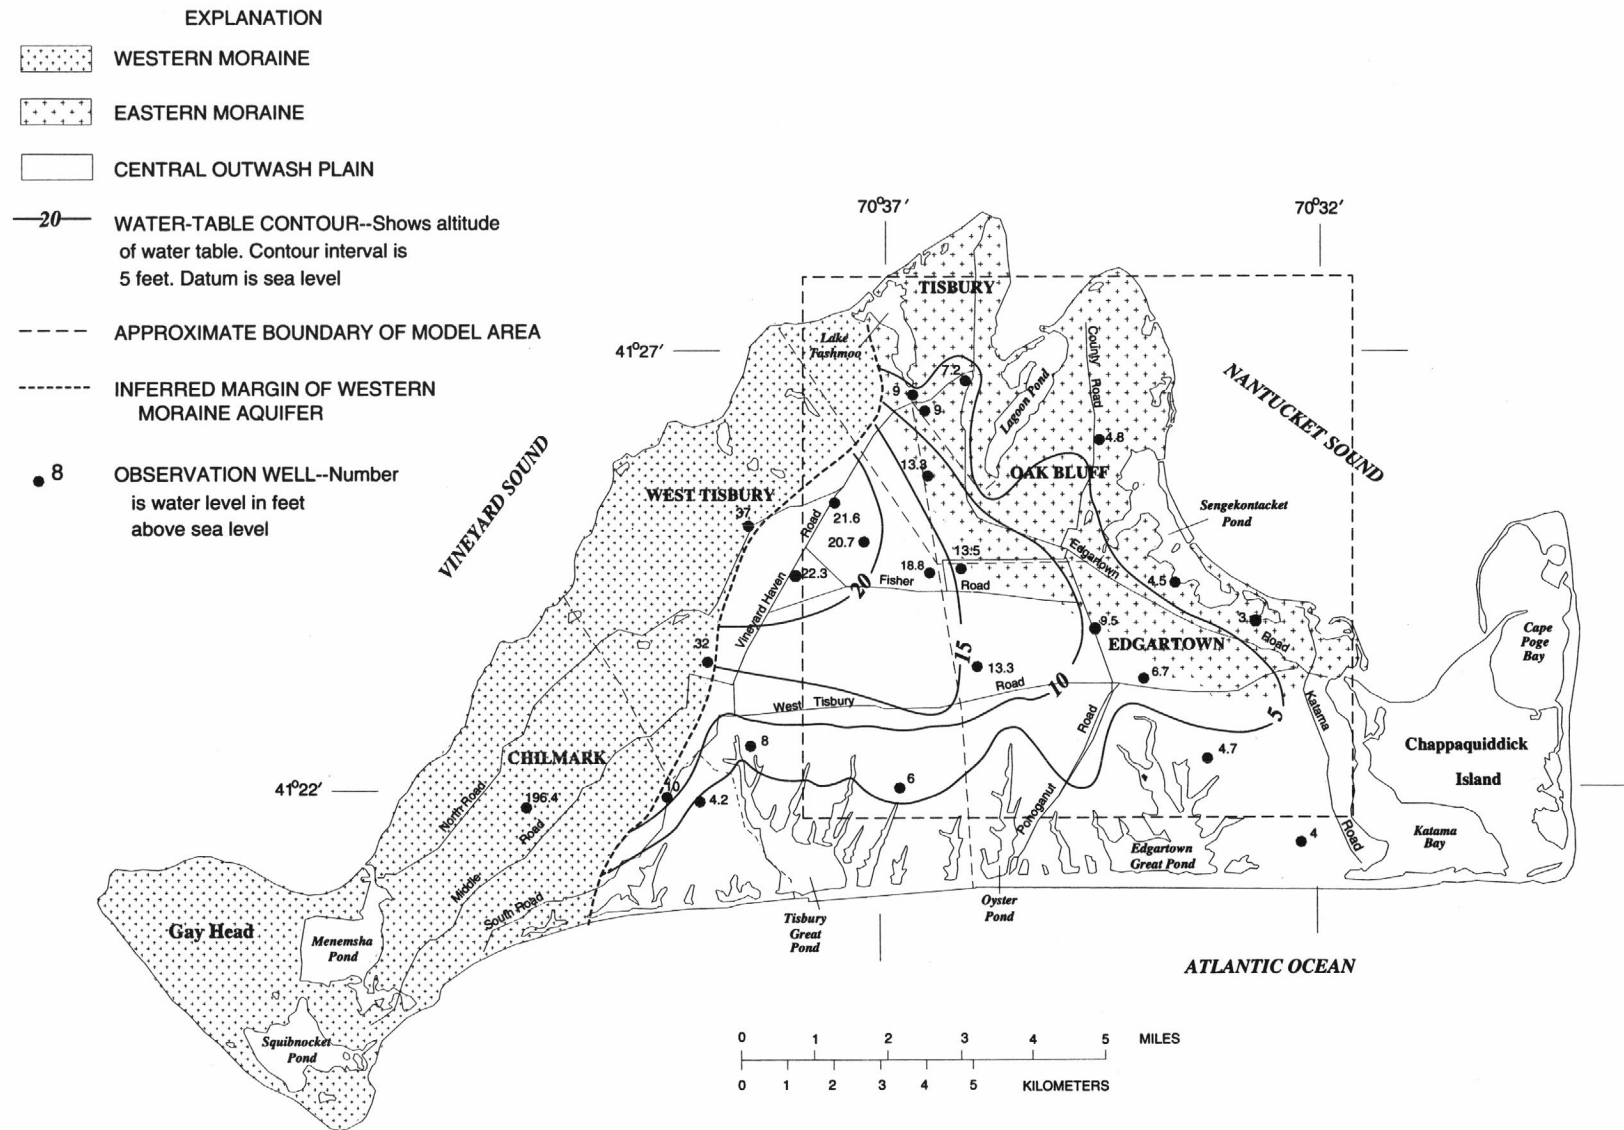 EXPLANATION
WESTERN MORAINE
EASTERN MORAINE
CENTRAL OUTWASH PLAIN
20
WATER-TABLE CONTOUR--Shows altitude
of water table. Contour interval is
5 feet. Datum is sea level
APPROXIMATE BOUNDARY OF MODEL AREA
INFERRED MARGIN OF WESTERN
MORAINE AQUIFER
8
OBSERVATION WELL--Number
is water level in feet
above sea level
70°37′
70°32′
41°27′
41°22′
TISBURY
Lake
Tashmoo
Lagoon Pond
County
Road
NANTUCKET SOUND
VINEYARD SOUND
7.2
9
9
4.8
13.3
OAK BLUFF
WEST TISBURY
37
Sengekontacket
Pond
21.6
Road
20.7
22.3
18.8
13.5
Fisher
Road
Edgartown
4.5
20
Vineyard Haven
32
9.5
EDGARTOWN
3.
Road
15
13.3
6.7
Cape
Poge
Bay
West
Tisbury
Road
10
Road
5
Katama
8
4.7
Chappaquiddick
Island
CHILMARK
6
4.2
196.4
North Road
Road
Middle
South Road
Pohoganut
4
Road
Katama
Bay
Edgartown
Great Pond
Oyster
Pond
Tisbury
Great
Pond
Gay Head
Menemsha
Pond
Squibnocket
Pond
ATLANTIC OCEAN
0 1 2 3 4 5 MILES
0 1 2 3 4 5 KILOMETERS